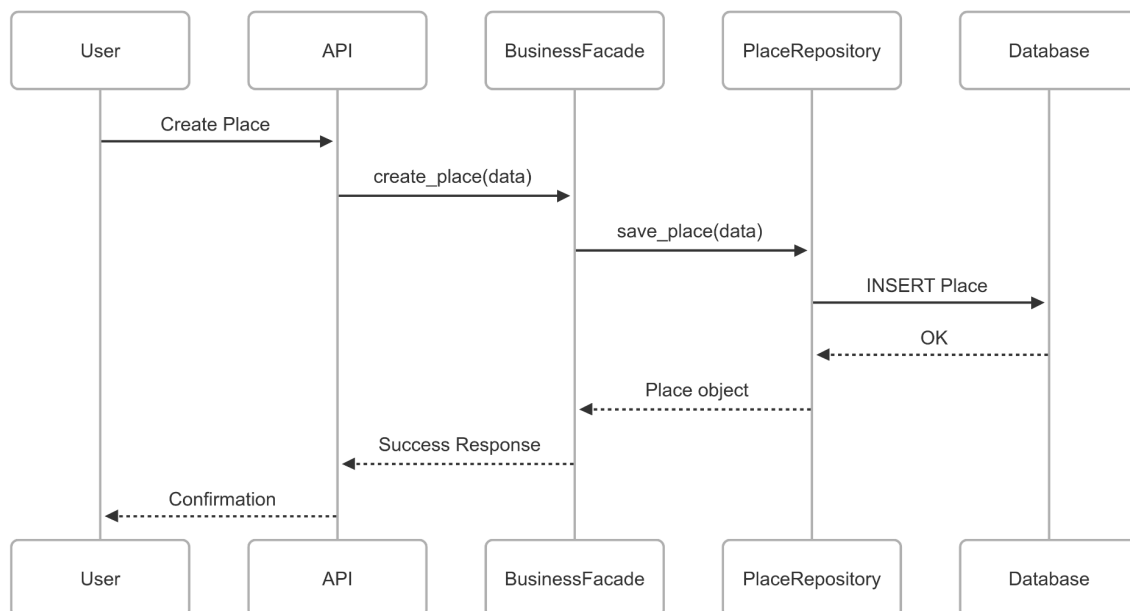 User
API
BusinessFacade
PlaceRepository
Database
Create Place
create_place(data)
save_place(data)
INSERT Place
OK
Place object
Success Response
Confirmation
User
API
BusinessFacade
PlaceRepository
Database